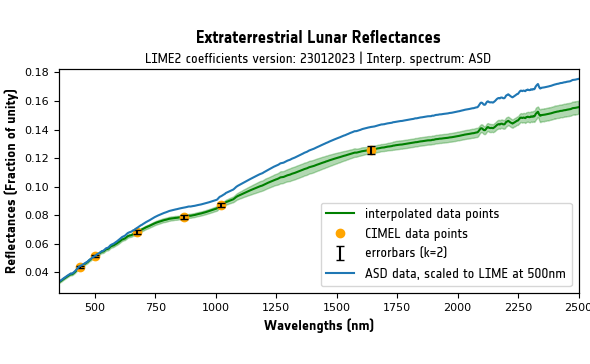 Extraterrestrial Lunar Reflectances
LIME2 coefficients version: 23012023 | Interp. spectrum: ASD
Reflectances (Fraction of unity)
0.18
0.16
0.14
0.12
0.10
0.08
0.06
0.04
interpolated data points
CIMEL data points
errorbars (k=2)
ASD data, scaled to LIME at 500nm
500 750 1000 1250 1500 1750 2000 2250 2500
Wavelengths (nm)